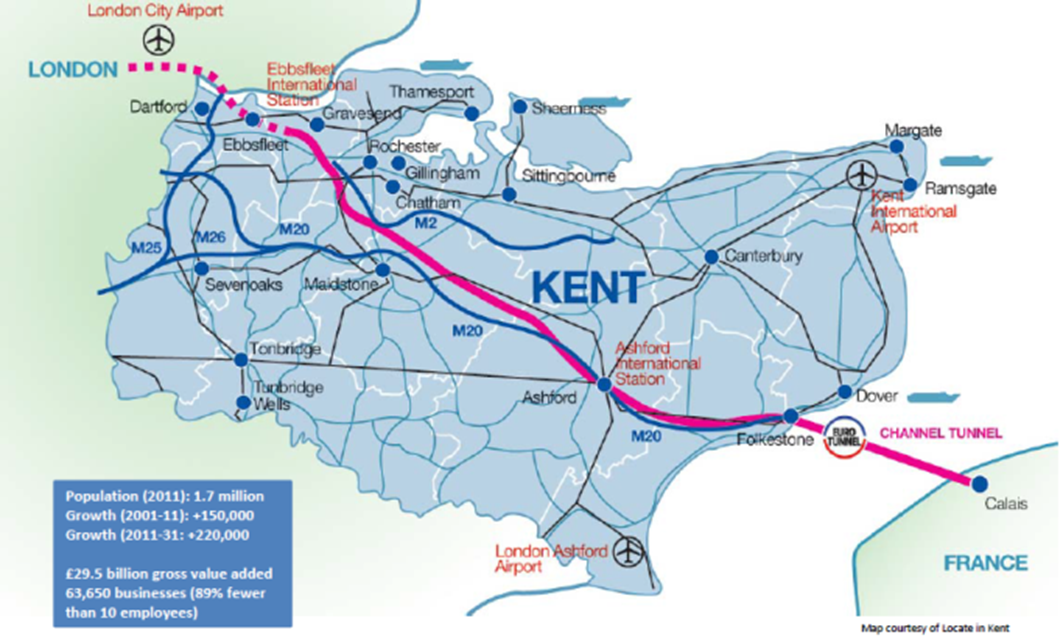 London City Airport
LONDON
Ebbsfleet
International
Station
Dartford
Gravesend
Ebbsfleet
Thamesport
Sheerness
Rochester
Gillingham
Chatham
Sittingbourne
Margate
Ramsgate
Kent
International
Airport
M2
M20
M26
M25
Sevenoaks
Maidstone
KENT
Canterbury
M20
Tonbridge
Tunbridge
Wells
Ashford
International
Station
Ashford
Dover
M20
Folkestone
EURO
TUNNEL
CHANNEL TUNNEL
Calais
FRANCE
London Ashford
Airport
Population (2011): 1.7 million
Growth (2001-11): +150,000
Growth (2011-31: +220,000
£29.5 billion gross value added
63,650 businesses (89% fewer
than 10 employees)
Map courtesy of Locate in Kent